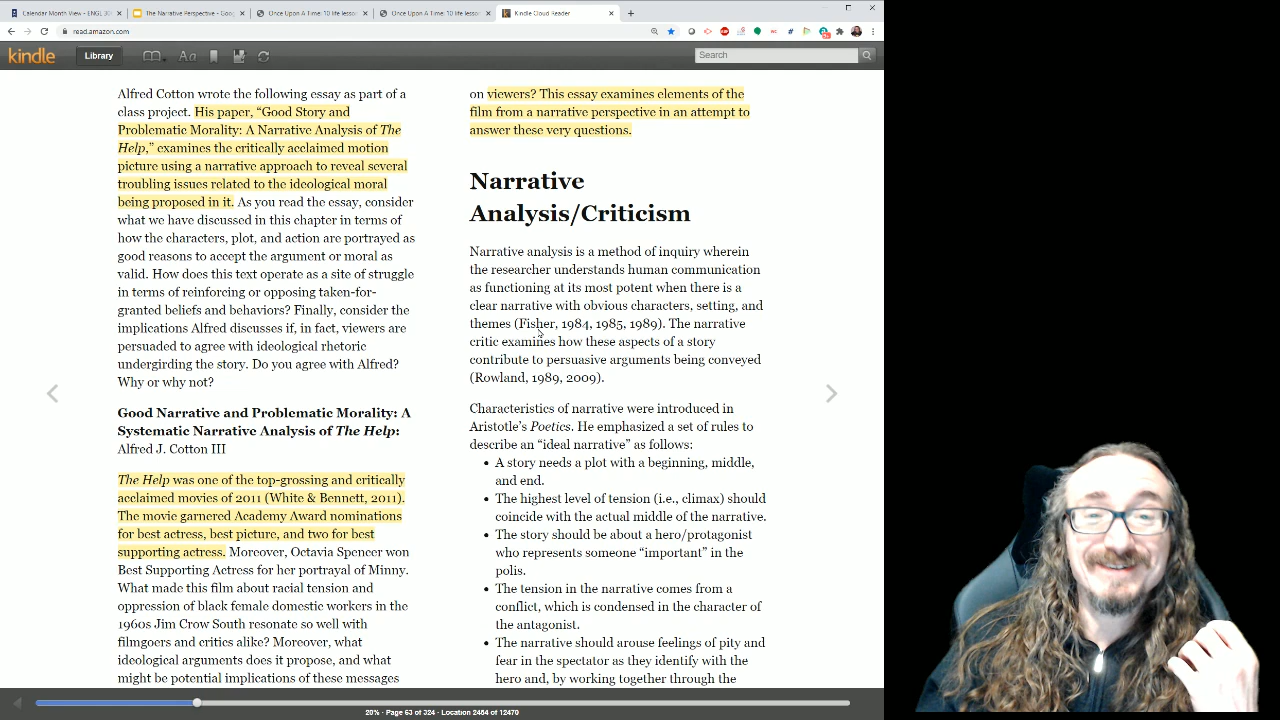 Calendar Month View - ENGL 30
The Narrative Perspective - Goo
Once Upon A Time: 10 life lesso
Once Upon A Time: 10 life lesso
Kindle Cloud Reader
read.amazon.com
kindle
Library
Aa
Search
Alfred Cotton wrote the following essay as part of a
class project. His paper, “Good Story and
Problematic Morality: A Narrative Analysis of The
Help,” examines the critically acclaimed motion
picture using a narrative approach to reveal several
troubling issues related to the ideological moral
being proposed in it. As you read the essay, consider
what we have discussed in this chapter in terms of
how the characters, plot, and action are portrayed as
good reasons to accept the argument or moral as
valid. How does this text operate as a site of struggle
in terms of reinforcing or opposing taken-for-
granted beliefs and behaviors? Finally, consider the
implications Alfred discusses if, in fact, viewers are
persuaded to agree with ideological rhetoric
undergirding the story. Do you agree with Alfred?
Why or why not?
Good Narrative and Problematic Morality: A
Systematic Narrative Analysis of The Help:
Alfred J. Cotton III
The Help was one of the top-grossing and critically
acclaimed movies of 2011 (White & Bennett, 2011).
The movie garnered Academy Award nominations
for best actress, best picture, and two for best
supporting actress. Moreover, Octavia Spencer won
Best Supporting Actress for her portrayal of Minny.
What made this film about racial tension and
oppression of black female domestic workers in the
1960s Jim Crow South resonate so well with
filmgoers and critics alike? Moreover, what
ideological arguments does it propose, and what
might be potential implications of these messages
on viewers? This essay examines elements of the
film from a narrative perspective in an attempt to
answer these very questions.
Narrative
Analysis/Criticism
Narrative analysis is a method of inquiry wherein
the researcher understands human communication
as functioning at its most potent when there is a
clear narrative with obvious characters, setting, and
themes (Fisher, 1984, 1985, 1989). The narrative
critic examines how these aspects of a story
contribute to persuasive arguments being conveyed
(Rowland, 1989, 2009).
Characteristics of narrative were introduced in
Aristotle’s Poetics. He emphasized a set of rules to
describe an “ideal narrative” as follows:
• A story needs a plot with a beginning, middle,
and end.
• The highest level of tension (i.e., climax) should
coincide with the actual middle of the narrative.
• The story should be about a hero/protagonist
who represents someone “important” in the
polis.
• The tension in the narrative comes from a
conflict, which is condensed in the character of
the antagonist.
• The narrative should arouse feelings of pity and
fear in the spectator as they identify with the
hero and, by working together through the
20% - Page 63 of 324 - Location 2484 of 12470